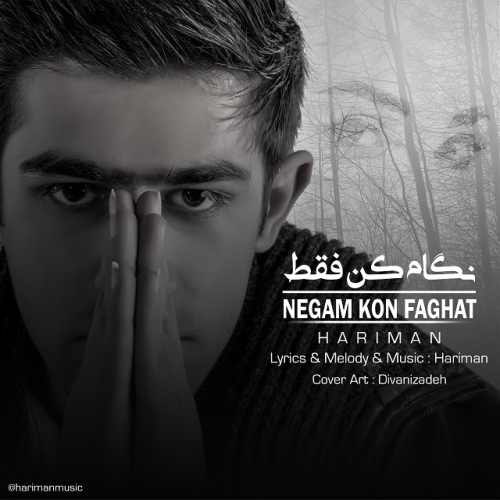 نگام کن فقط
NEGAM KON FAGHAT
HARIMAN
Lyrics & Melody & Music : Hariman
Cover Art : Divanizadeh
@harimanmusic